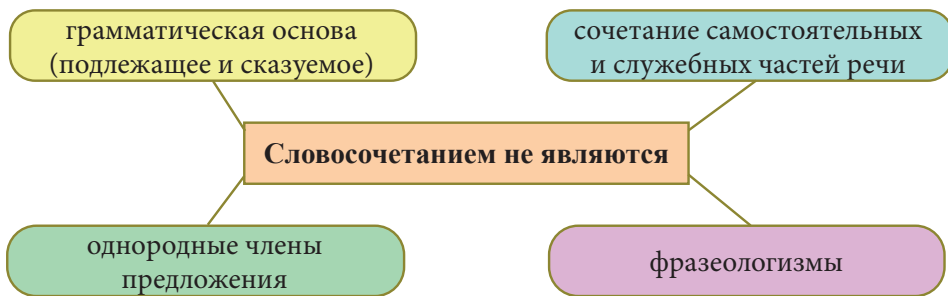 грамматическая основа
(подлежащее и сказуемое)
сочетание самостоятельных
и служебных частей речи
Словосочетанием не являются
однородные члены
предложения
фразеологизмы